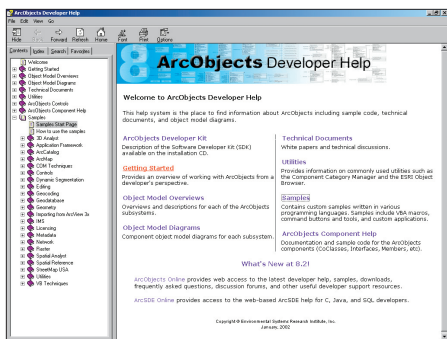 ArcObjects Developer Help
File Edit View Go
Hide Back Forward Refresh Home Font Print Options
Contents Index Search Favorites
Welcome
Getting Started
Object Model Overviews
Object Model Diagrams
Technical Documents
Utilities
ArcObjects Controls
ArcObjects Component Help
Samples
Samples Start Page
How to use the samples
3D Analyst
Application Framework
ArcCatalog
ArcMap
COM Techniques
Controls
Dynamic Segmentation
Editing
Geocoding
Geodatabase
Geometry
Importing from ArcView 3x
IMS
Licensing
Metadata
Network
Raster
Spatial Analyst
Spatial Reference
StreetMap USA
Utilities
VB Techniques
8 ArcObjects Developer Help
Welcome to ArcObjects Developer Help
This help system is the place to find information about ArcObjects including sample code, technical
documents, and object model diagrams.
ArcObjects Developer Kit
Description of the Software Developer Kit (SDK)
available on the installation CD.
Getting Started
Provides an overview of working with ArcObjects from a
developer's perspective.
Object Model Overviews
Overviews and descriptions for each of the ArcObjects
subsystems.
Object Model Diagrams
Component object model diagrams for each subsystem.
Technical Documents
White papers and technical discussions.
Utilities
Provides information on commonly used utilities such as
the Component Category Manager and the ESRI Object
Browser.
Samples
Contains custom samples written in various
programming languages. Samples include VBA macros,
command buttons and tools, and custom applications.
ArcObjects Component Help
Documentation and sample code for the ArcObjects
components (CoClasses, Interfaces, Members, etc).
What's New at 8.2!
ArcObjects Online provides web access to the latest developer help, samples, downloads,
frequently asked questions, discussion forums, and other useful developer support resources.
ArcSDE Online provides access to the web-based ArcSDE help for C, Java, and SQL developers.
Copyright © Environmental Systems Research Institute, Inc.
January, 2002